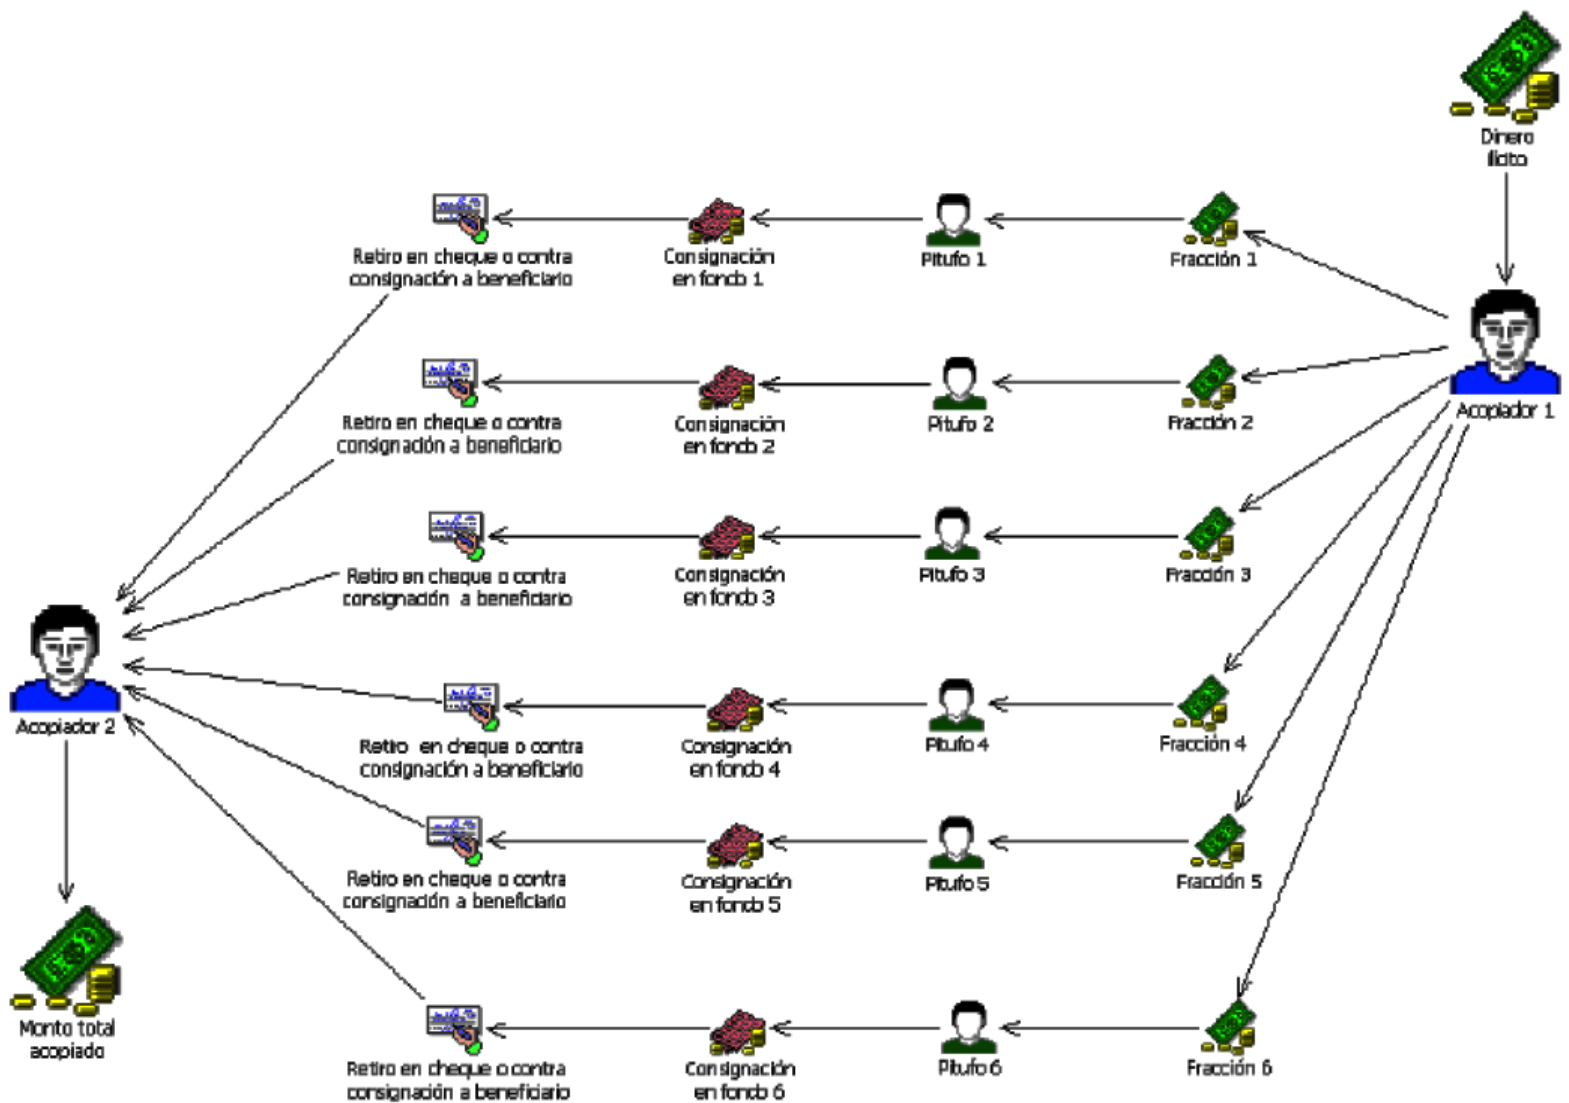 Dinero
ilícito
Retiro en cheque o contra
consignación a beneficiario
Consignación
en fondo 1
Pitufo 1
Fracción 1
Acopiador 1
Retiro en cheque o contra
consignación a beneficiario
Consignación
en fondo 2
Pitufo 2
Fracción 2
Retiro en cheque o contra
consignación a beneficiario
Consignación
en fondo 3
Pitufo 3
Fracción 3
Acopiador 2
Retiro en cheque o contra
consignación a beneficiario
Consignación
en fondo 4
Pitufo 4
Fracción 4
Retiro en cheque o contra
consignación a beneficiario
Consignación
en fondo 5
Pitufo 5
Fracción 5
Monto total
acopiado
Retiro en cheque o contra
consignación a beneficiario
Consignación
en fondo 6
Pitufo 6
Fracción 6